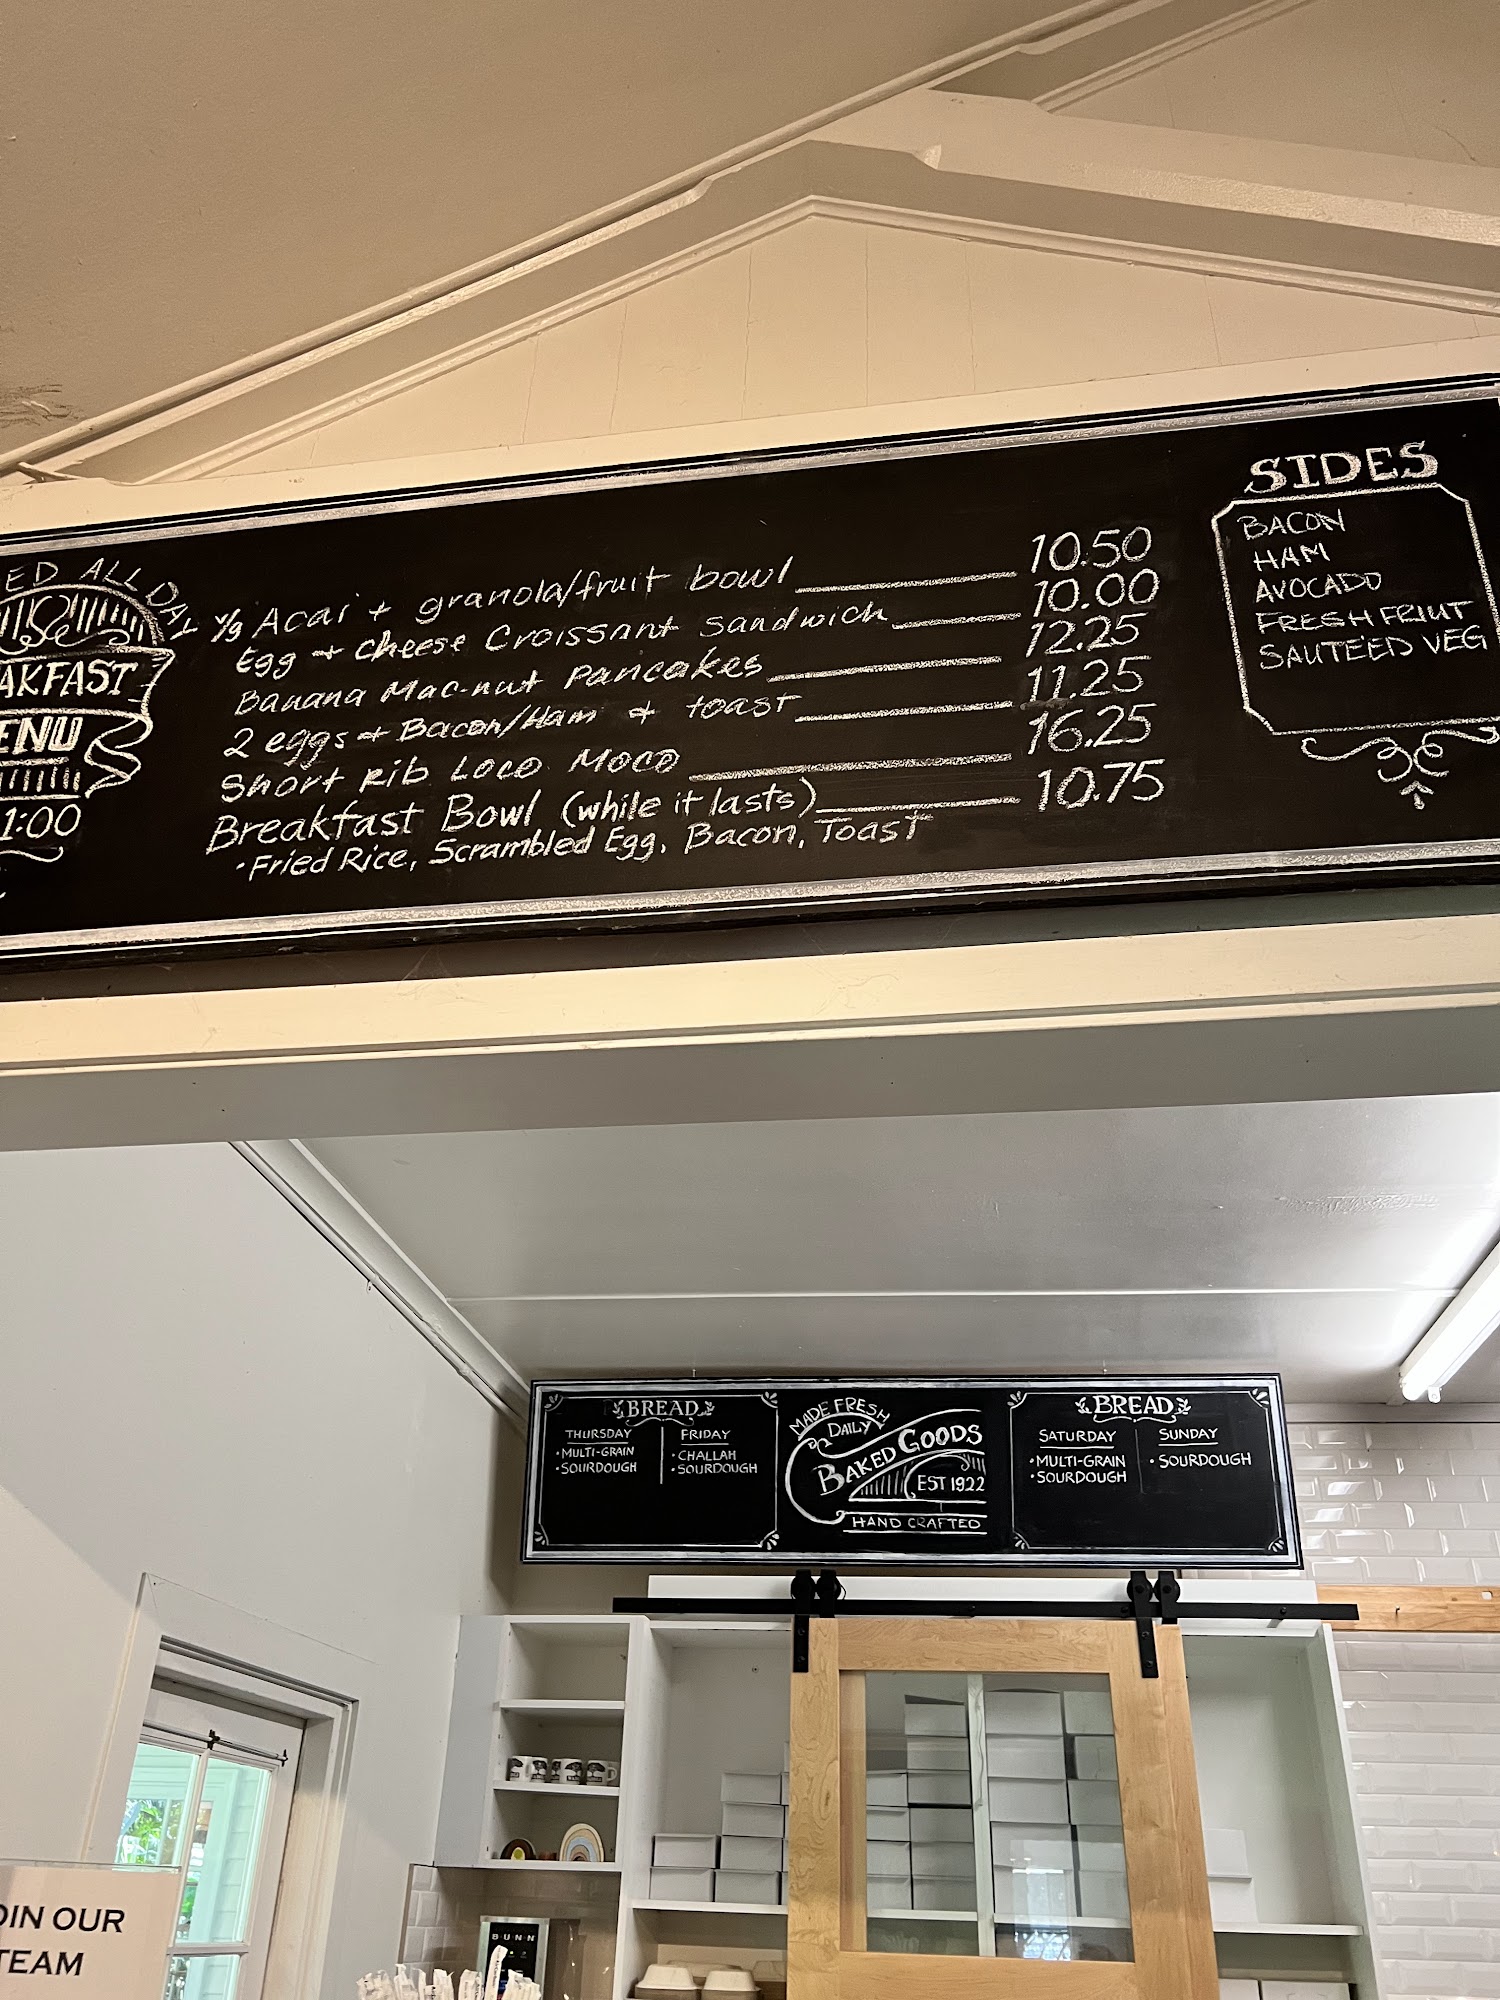 ED ALL DAY
AKFAST
ENU
1:00
V/g Acai + granola/fruit bowl 10.50
Egg + cheese Croissant sandwich 10.00
Banana Mac-nut Pancakes 12.25
2 eggs + Bacon/Ham + toast 11.25
Short Rib Loco Moco 16.25
Breakfast Bowl (while it lasts) 10.75
• Fried Rice, Scrambled Egg, Bacon, Toast
SIDES
BACON
HAM
AVOCADO
FRESH FRIUT
SAUTEED VEG
BREAD
THURSDAY
• MULTI-GRAIN
• SOURDOUGH
FRIDAY
• CHALLAH
• SOURDOUGH
MADE FRESH
DAILY
BAKED GOODS
EST 1922
HAND CRAFTED
BREAD
SATURDAY
• MULTI-GRAIN
• SOURDOUGH
SUNDAY
• SOURDOUGH
BUNN
OIN OUR
TEAM